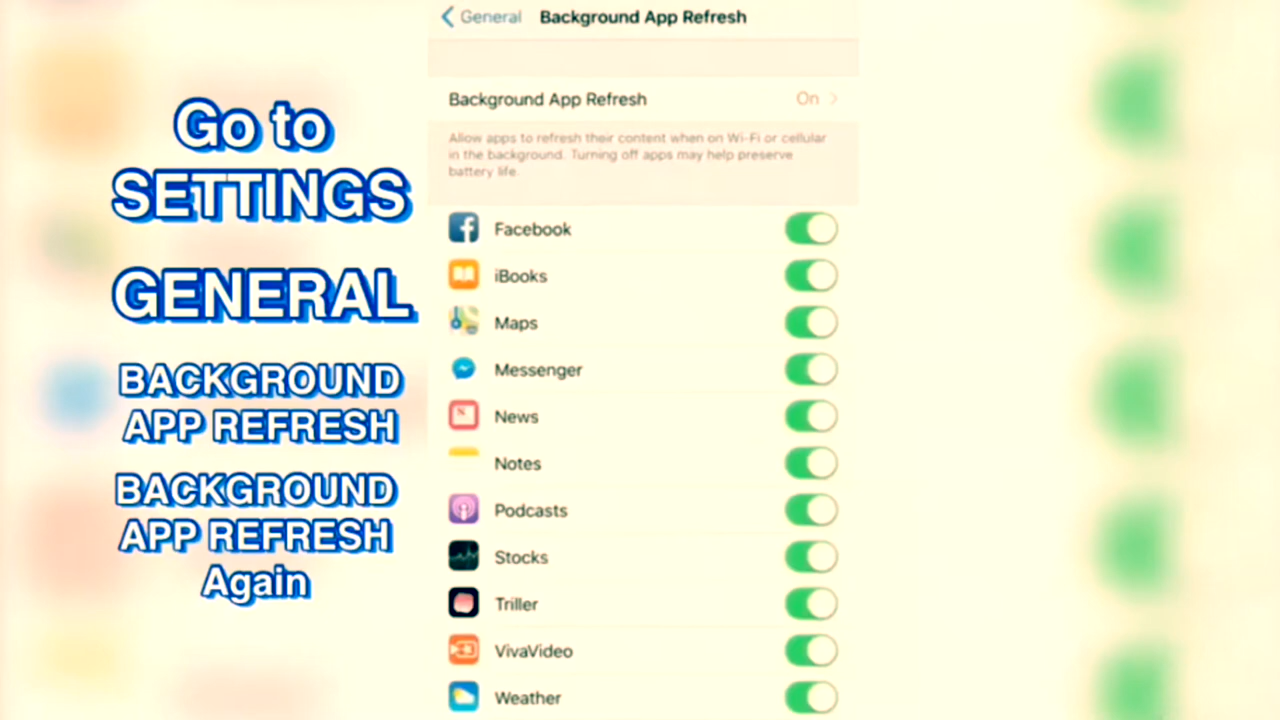 Go to
SETTINGS
GENERAL
BACKGROUND
APP REFRESH
BACKGROUND
APP REFRESH
Again
General Background App Refresh
Background App Refresh On
Allow apps to refresh their content when on Wi-Fi or cellular
in the background. Turning off apps may help preserve
battery life.
Facebook
iBooks
Maps
Messenger
News
Notes
Podcasts
Stocks
Triller
VivaVideo
Weather